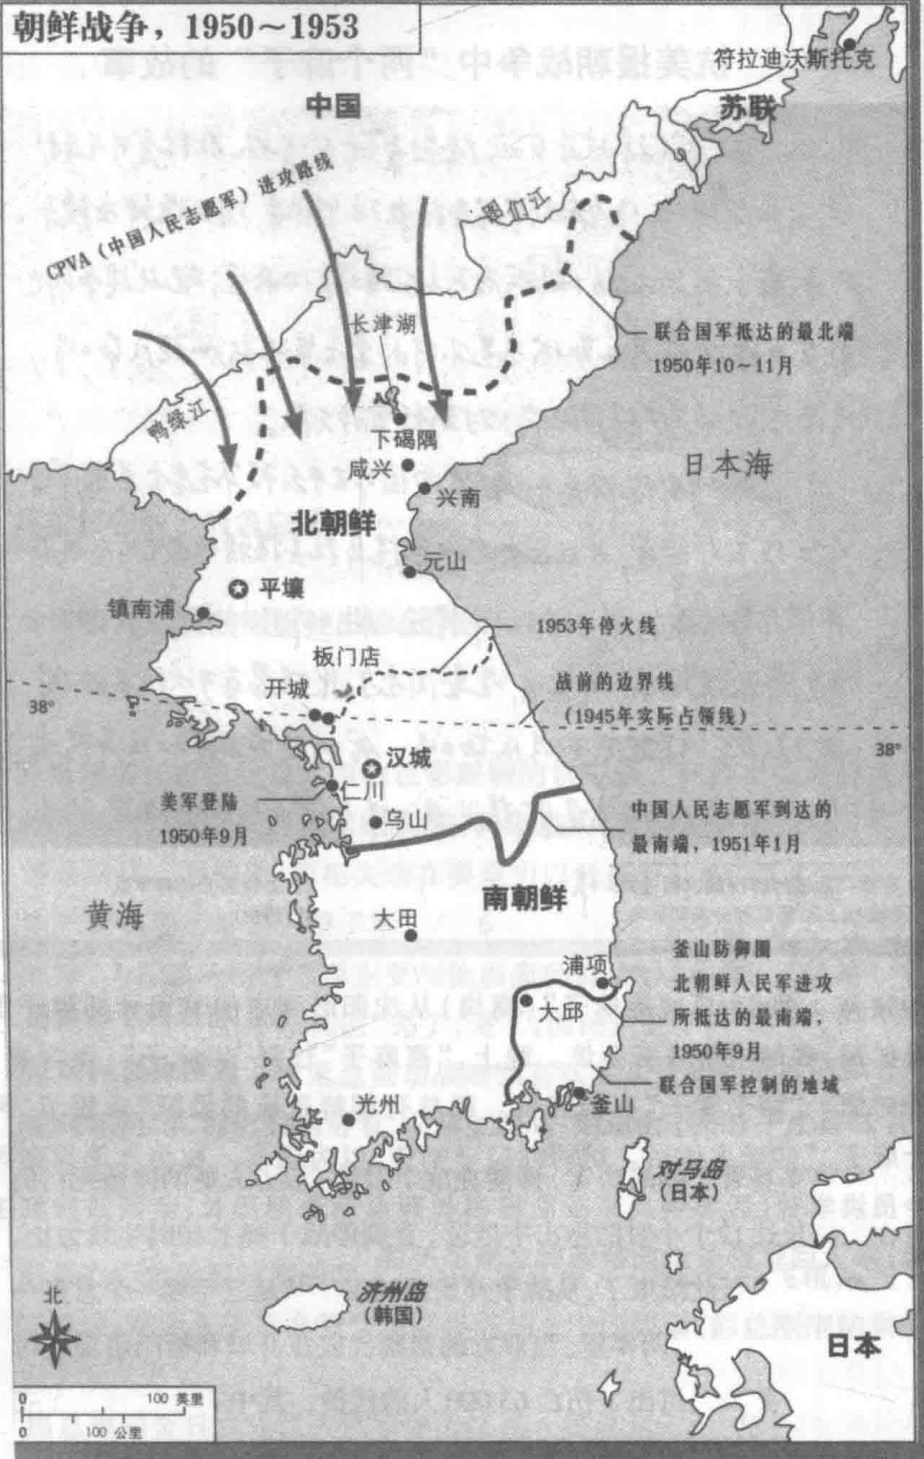 朝鲜战争，1950～1953
符拉迪沃斯托克
中国
苏联
CPVA（中国人民志愿军）进攻路线
图们江
长津湖
联合国军抵达的最北端
1950年10～11月
鸭绿江
下碣隅
咸兴
日本海
兴南
北朝鲜
元山
平壤
镇南浦
1953年停火线
板门店
战前的边界线
（1945年实际占领线）
开城
38°
38°
汉城
仁川
美军登陆
1950年9月
乌山
中国人民志愿军到达的
最南端，1951年1月
南朝鲜
黄海
大田
釜山防御圈
浦项
北朝鲜人民军进攻
大邱
所抵达的最南端，
1950年9月
联合国军控制的地域
釜山
光州
对马岛
（日本）
济州岛
（韩国）
北
日本
0 100 英里
0 100 公里